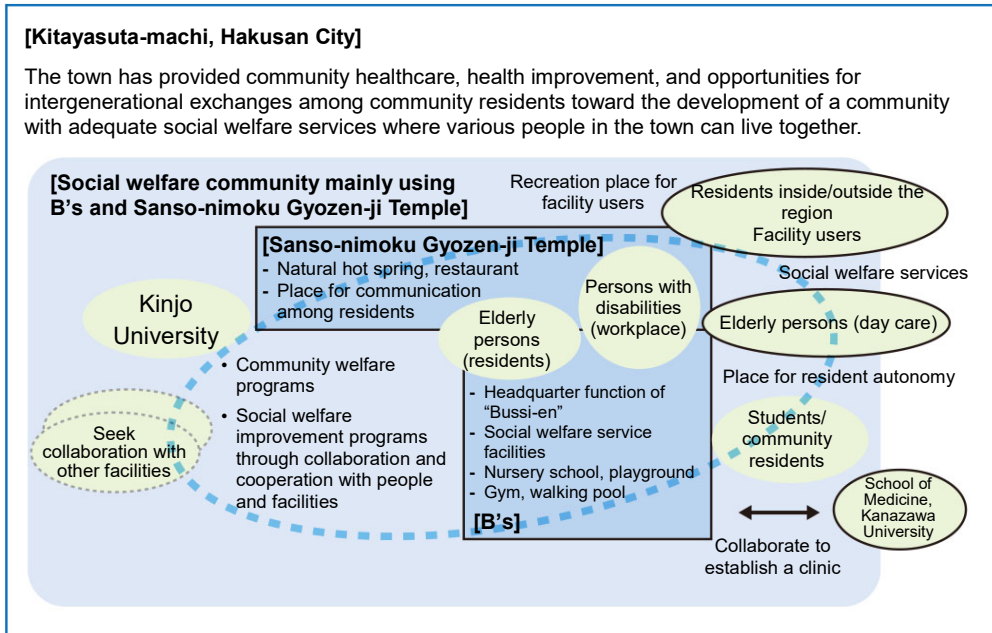 [Kitayasuta-machi, Hakusan City]
The town has provided community healthcare, health improvement, and opportunities for
intergenerational exchanges among community residents toward the development of a community
with adequate social welfare services where various people in the town can live together.
[Social welfare community mainly using
B's and Sanso-nimoku Gyozen-ji Temple]
Recreation place for
facility users
Residents inside/outside the
region
Facility users
[Sanso-nimoku Gyozen-ji Temple]
- Natural hot spring, restaurant
- Place for communication
among residents
Persons with
disabilities
(workplace)
Social welfare services
Kinjo
University
Elderly
persons
(residents)
Elderly persons (day care)
• Community welfare
programs
• Social welfare
improvement programs
through collaboration and
cooperation with people
and facilities
Place for resident autonomy
- Headquarter function of
“Bussi-en”
- Social welfare service
facilities
- Nursery school, playground
- Gym, walking pool
[B's]
Students/
community
residents
Seek
collaboration with
other facilities
School of
Medicine,
Kanazawa
University
Collaborate to
establish a clinic